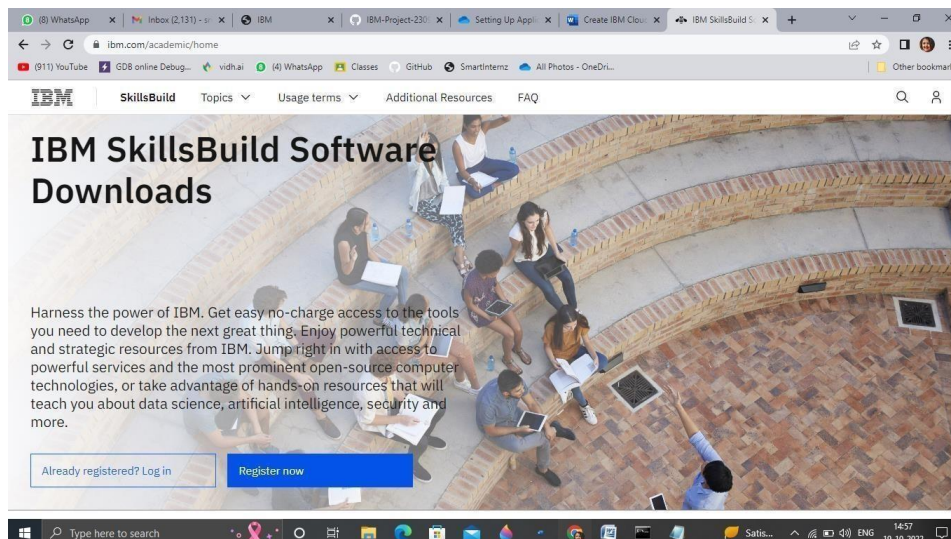 (8) WhatsApp
Inbox (2,131) - sr
IBM
IBM-Project-2309
Setting Up Applic
Create IBM Clou
IBM SkillsBuild S
ibm.com/academic/home
(911) YouTube
GDB online Debug...
vidh.ai
(4) WhatsApp
Classes
GitHub
SmartInternz
All Photos - OneDri...
Other bookmark
IBM
SkillsBuild
Topics
Usage terms
Additional Resources
FAQ
IBM SkillsBuild Software
Downloads
Harness the power of IBM. Get easy no-charge access to the tools
you need to develop the next great thing. Enjoy powerful technical
and strategic resources from IBM. Jump right in with access to
powerful services and the most prominent open-source computer
technologies, or take advantage of hands-on resources that will
teach you about data science, artificial intelligence, security and
more.
Already registered? Log in
Register now
Type here to search
Satis...
ENG
14:57
19-10-2022